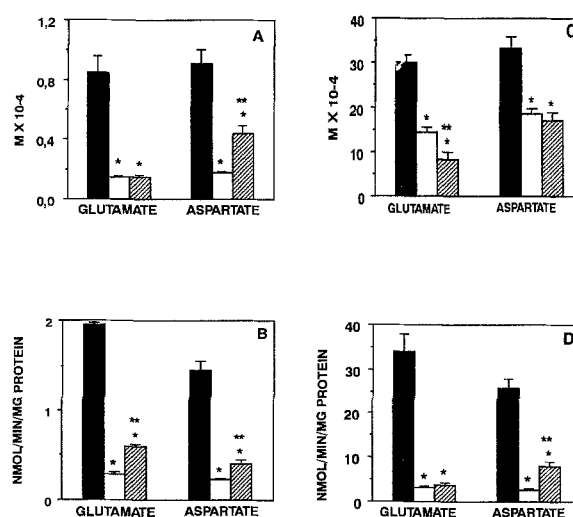 A
M X 10-4
1,2
0,8
0,4
0,0
* * * ** *
GLUTAMATE ASPARTATE
C
M X 10-4
40
30
20
10
0
* ** * * *
GLUTAMATE ASPARTATE
B
NMOL/MIN/MG PROTEIN
2
1
0
* ** * * ** *
GLUTAMATE ASPARTATE
D
NMOL/MIN/MG PROTEIN
40
30
20
10
0
* * * ** *
GLUTAMATE ASPARTATE